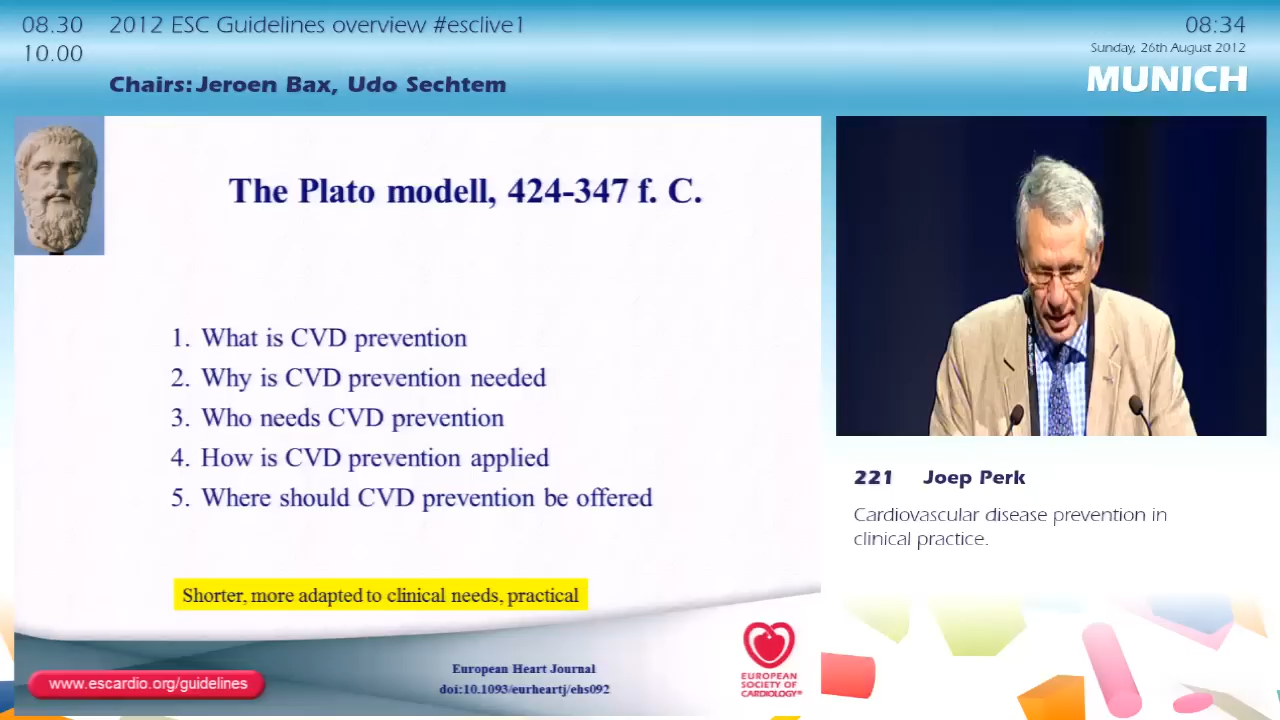 08.30 2012 ESC Guidelines overview #esclive1
10.00
Chairs: Jeroen Bax, Udo Sechtem
08:34
Sunday, 26th August 2012
MUNICH
The Plato modell, 424-347 f. C.
1. What is CVD prevention
2. Why is CVD prevention needed
3. Who needs CVD prevention
4. How is CVD prevention applied
5. Where should CVD prevention be offered
Shorter, more adapted to clinical needs, practical
www.escardio.org/guidelines
European Heart Journal
doi:10.1093/eurheartj/ehs092
EUROPEAN
SOCIETY OF
CARDIOLOGY®
221 Joep Perk
Cardiovascular disease prevention in
clinical practice.